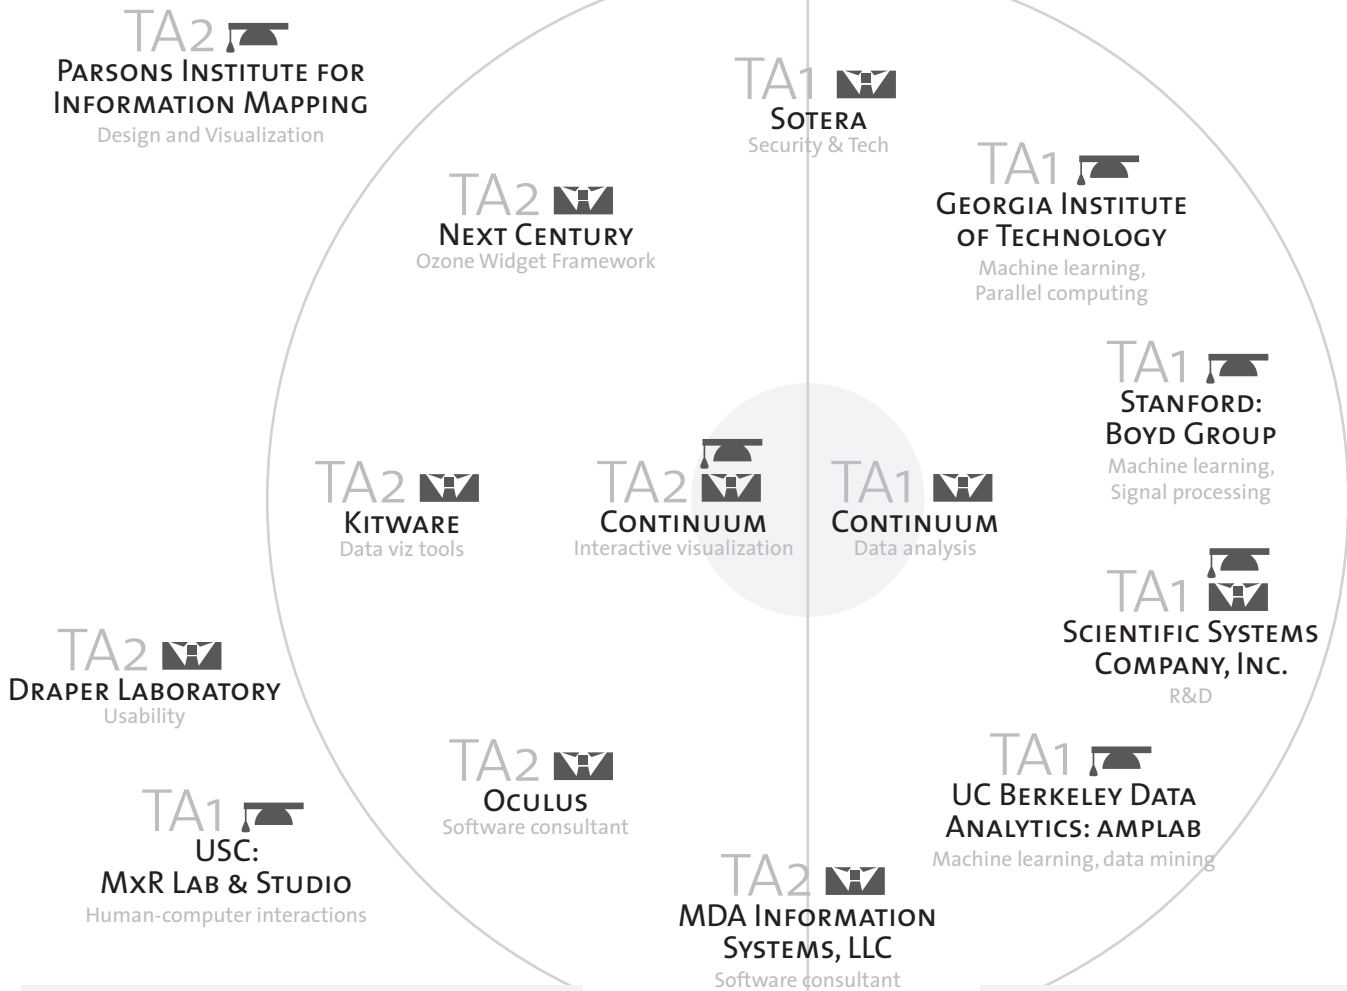 TA2
PARSONS INSTITUTE FOR
INFORMATION MAPPING
Design and Visualization
TA1
SOTERA
Security & Tech
TA1
GEORGIA INSTITUTE
OF TECHNOLOGY
Machine learning,
Parallel computing
TA2
NEXT CENTURY
Ozone Widget Framework
TA1
STANFORD:
BOYD GROUP
Machine learning,
Signal processing
TA2
KITWARE
Data viz tools
TA2
CONTINUUM
Interactive visualization
TA1
CONTINUUM
Data analysis
TA1
SCIENTIFIC SYSTEMS
COMPANY, INC.
R&D
TA2
DRAPER LABORATORY
Usability
TA2
OCULUS
Software consultant
TA1
UC BERKELEY DATA
ANALYTICS: AMPLAB
Machine learning, data mining
TA1
USC:
MXR LAB & STUDIO
Human-computer interactions
TA2
MDA INFORMATION
SYSTEMS, LLC
Software consultant